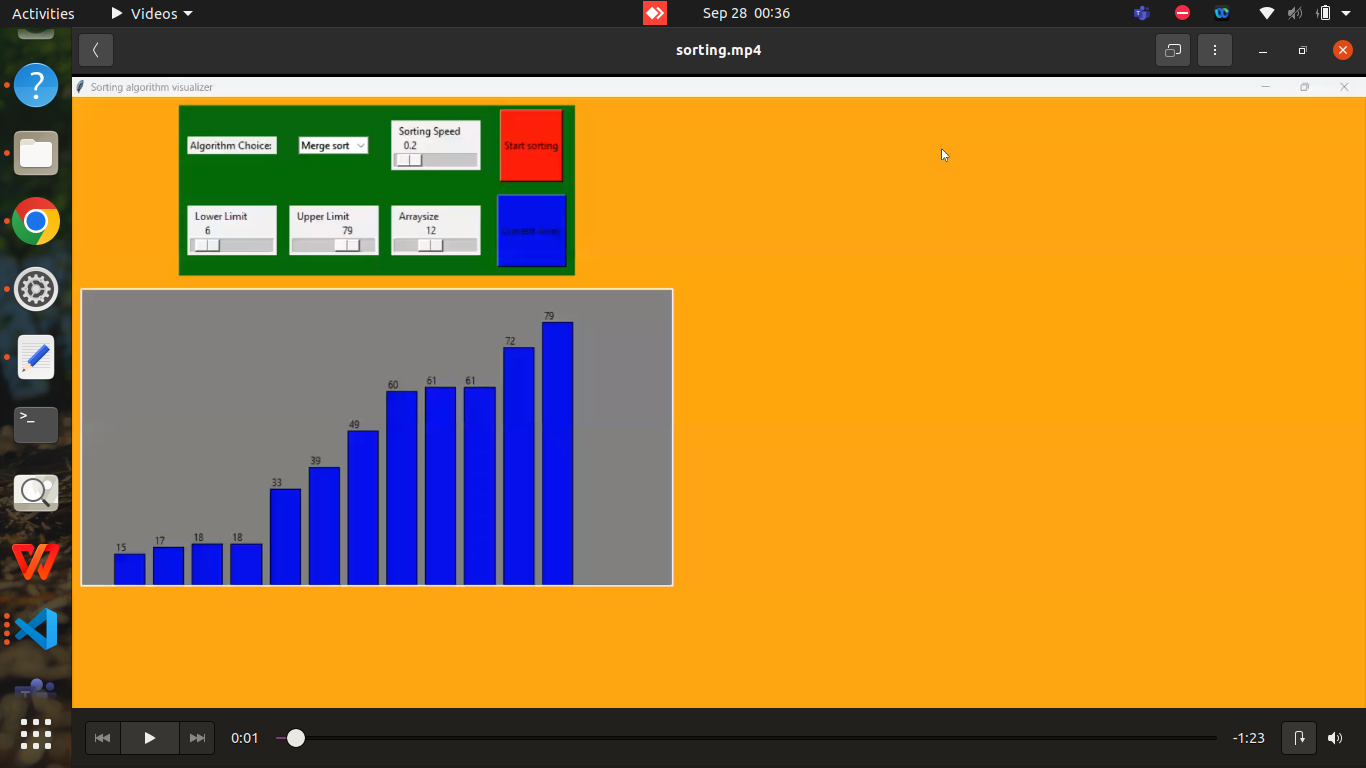 Activities
Videos
Sep 28 00:36
sorting.mp4
Sorting algorithm visualizer
Algorithm Choice:
Merge sort
Sorting Speed
0.2
Start sorting
Lower Limit
6
Upper Limit
79
Arraysize
12
79
72
60
61
61
49
39
33
15
17
18
18
0:01
-1:23